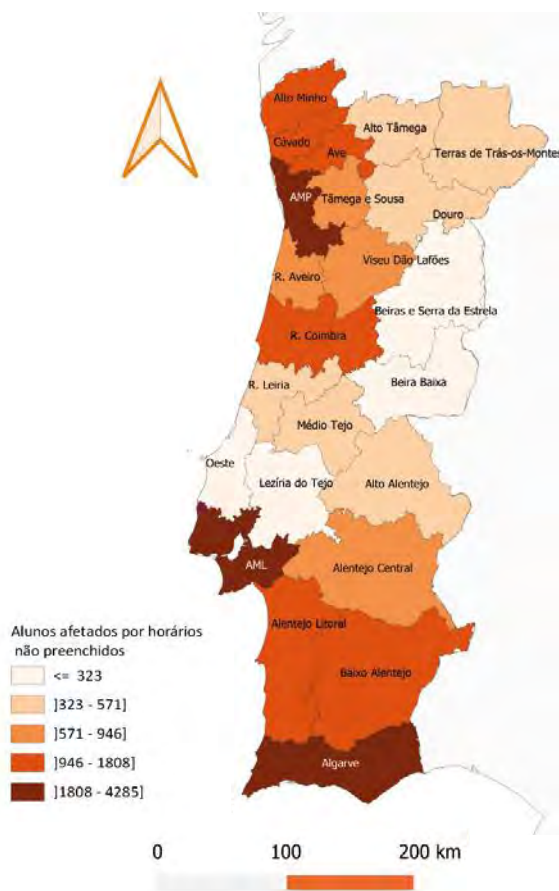 Alto Minho
Alto Tâmega
Terras de Trás-os-Montes
Cávado
Ave
AMP
Tâmega e Sousa
Douro
Viseu Dão Lafões
R. Aveiro
Beiras e Serra da Estrela
R. Coimbra
R. Leiria
Beira Baixa
Médio Tejo
Oeste
Lezíria do Tejo
Alto Alentejo
AML
Alentejo Central
Alentejo Litoral
Baixo Alentejo
Algarve
Alunos afetados por horários
não preenchidos
<= 323
]323 - 571]
]571 - 946]
]946 - 1808]
]1808 - 4285]
0 100 200 km